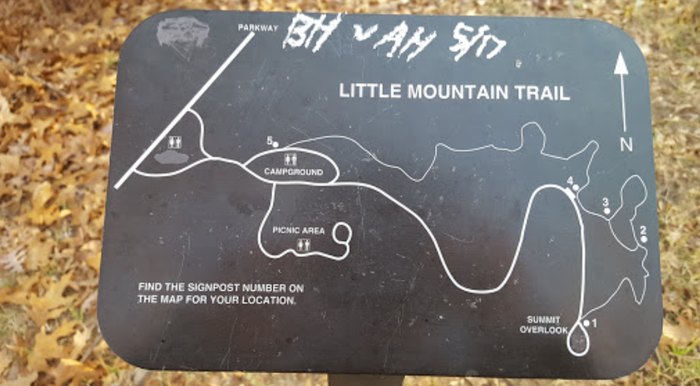 PARKWAY
BH v AH 5/17
LITTLE MOUNTAIN TRAIL
N
5
CAMPGROUND
4
3
PICNIC AREA
2
FIND THE SIGNPOST NUMBER ON
THE MAP FOR YOUR LOCATION.
SUMMIT
OVERLOOK
1